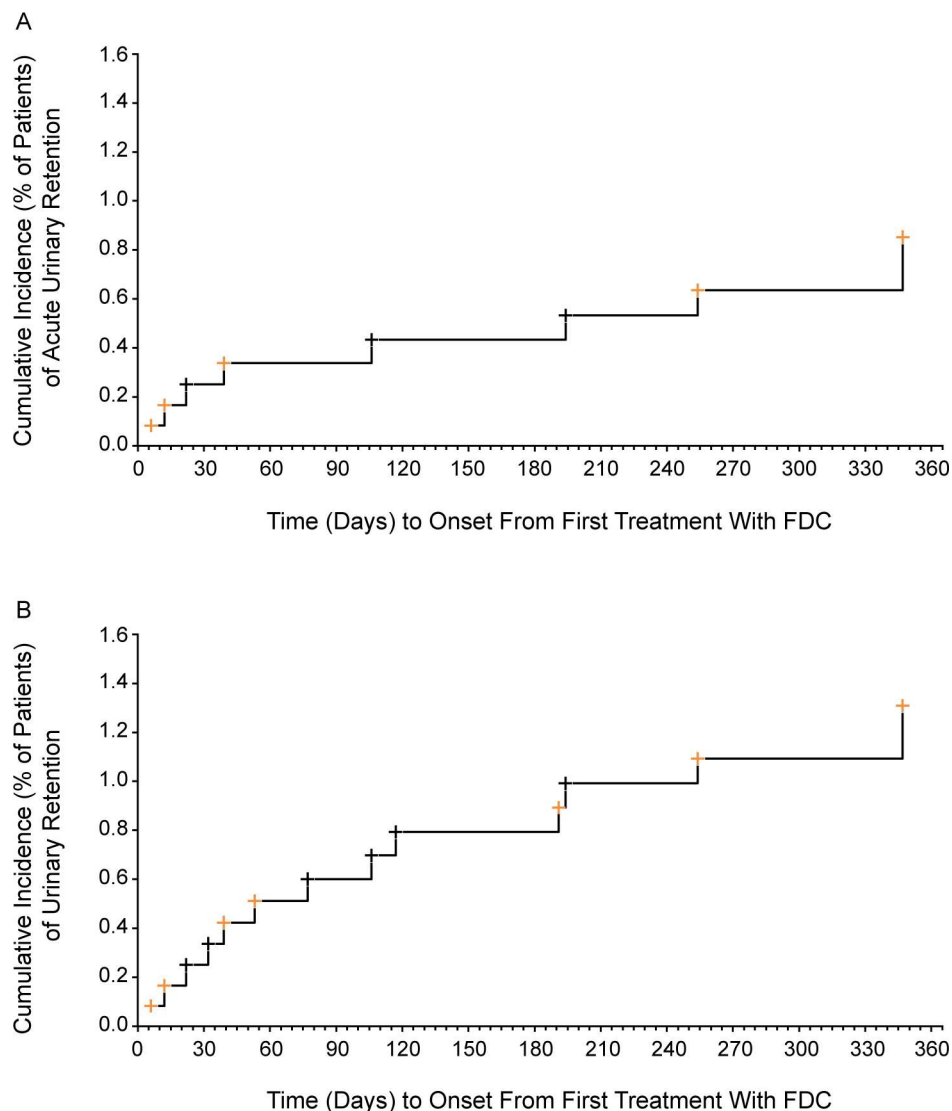 A
Cumulative Incidence (% of Patients)
of Acute Urinary Retention
1.6
1.4
1.2
1.0
0.8
0.6
0.4
0.2
0.0
0 30 60 90 120 150 180 210 240 270 300 330 360
Time (Days) to Onset From First Treatment With FDC
B
Cumulative Incidence (% of Patients)
of Urinary Retention
1.6
1.4
1.2
1.0
0.8
0.6
0.4
0.2
0.0
0 30 60 90 120 150 180 210 240 270 300 330 360
Time (Days) to Onset From First Treatment With FDC